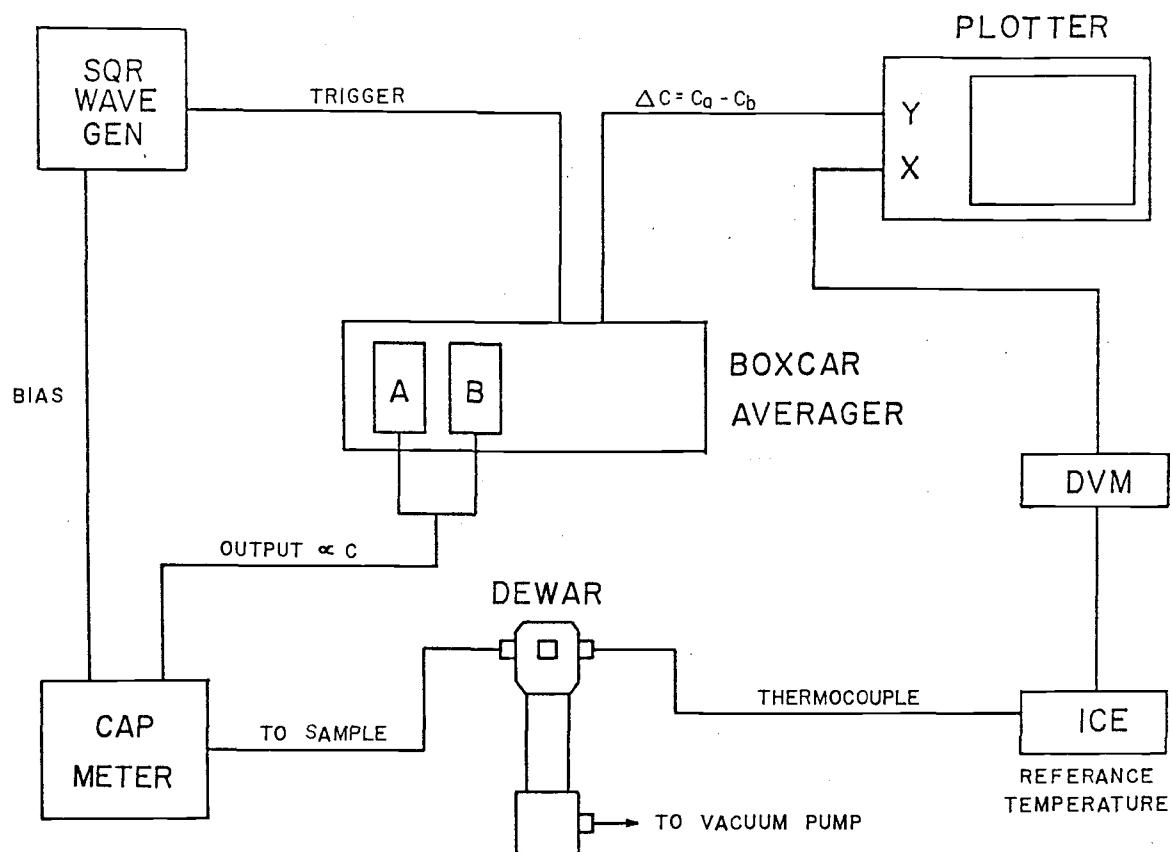 PLOTTER
SQR
WAVE
GEN
TRIGGER
ΔC = Ca - Cb
Y
X
BIAS
A
B
BOXCAR
AVERAGER
DVM
OUTPUT ∝ C
DEWAR
CAP
METER
TO SAMPLE
THERMOCOUPLE
ICE
REFERANCE
TEMPERATURE
TO VACUUM PUMP